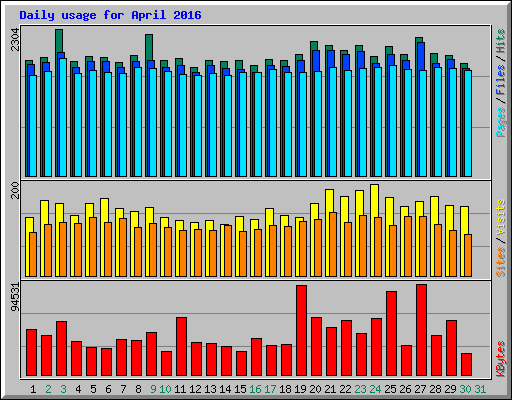 Daily usage for April 2016
2304
Pages / Files / Hits
200
Sites / Visits
94531
KBytes
1 2 3 4 5 6 7 8 9 10 11 12 13 14 15 16 17 18 19 20 21 22 23 24 25 26 27 28 29 30 31